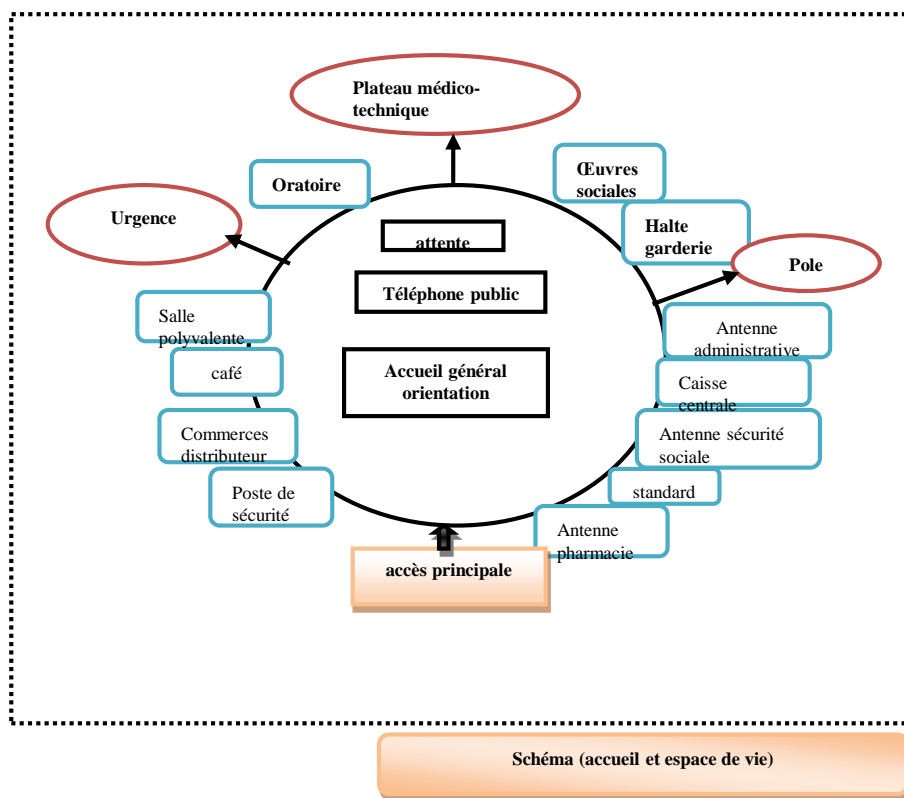 Plateau médico-
technique
Oratoire
Œuvres
sociales
Urgence
Halte
garderie
attente
Pole
Téléphone public
Salle
polyvalente
Antenne
administrative
café
Accueil général
orientation
Caisse
centrale
Commerces
distributeur
Antenne sécurité
sociale
Poste de
sécurité
standard
Antenne
pharmacie
accès principale
Schéma (accueil et espace de vie)